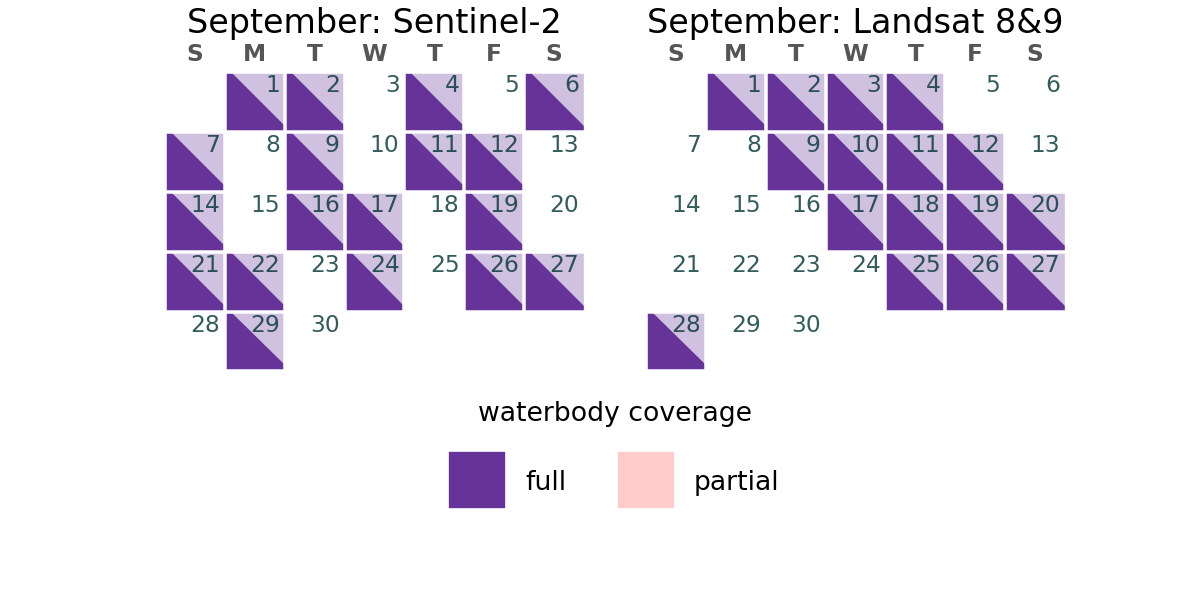 September: Sentinel-2
S M T W T F S
1 2 3 4 5 6
7 8 9 10 11 12 13
14 15 16 17 18 19 20
21 22 23 24 25 26 27
28 29 30
September: Landsat 8&9
S M T W T F S
1 2 3 4 5 6
7 8 9 10 11 12 13
14 15 16 17 18 19 20
21 22 23 24 25 26 27
28 29 30
waterbody coverage
full partial